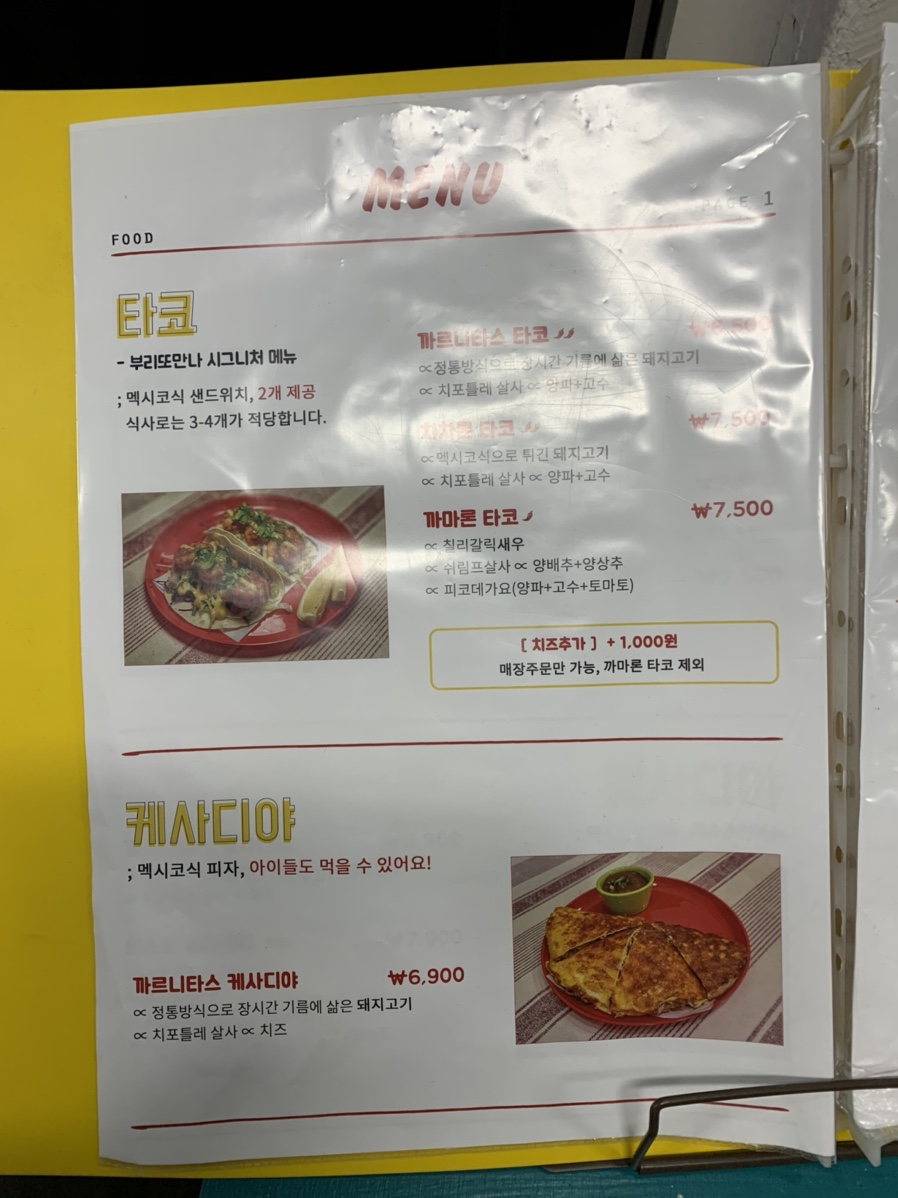 MENU
PAGE 1
FOOD
타코
- 부리또만나 시그니처 메뉴
; 멕시코식 샌드위치, 2개 제공
식사로는 3-4개가 적당합니다.
까르니타스 타코 ₩6,500
∝정통방식으로 장시간 기름에 삶은 돼지고기
∝ 치포틀레 살사 ∝ 양파+고수
치차론 타코 ₩7,500
∝멕시코식으로 튀긴 돼지고기
∝ 치포틀레 살사 ∝ 양파+고수
까마론 타코 ₩7,500
∝ 칠리갈릭새우
∝ 쉬림프살사 ∝ 양배추+양상추
∝ 피코데가요(양파+고수+토마토)
[ 치즈추가 ] + 1,000원
매장주문만 가능, 까마론 타코 제외
케사디야
; 멕시코식 피자, 아이들도 먹을 수 있어요!
까르니타스 케사디야 ₩6,900
∝ 정통방식으로 장시간 기름에 삶은 돼지고기
∝ 치포틀레 살사 ∝ 치즈